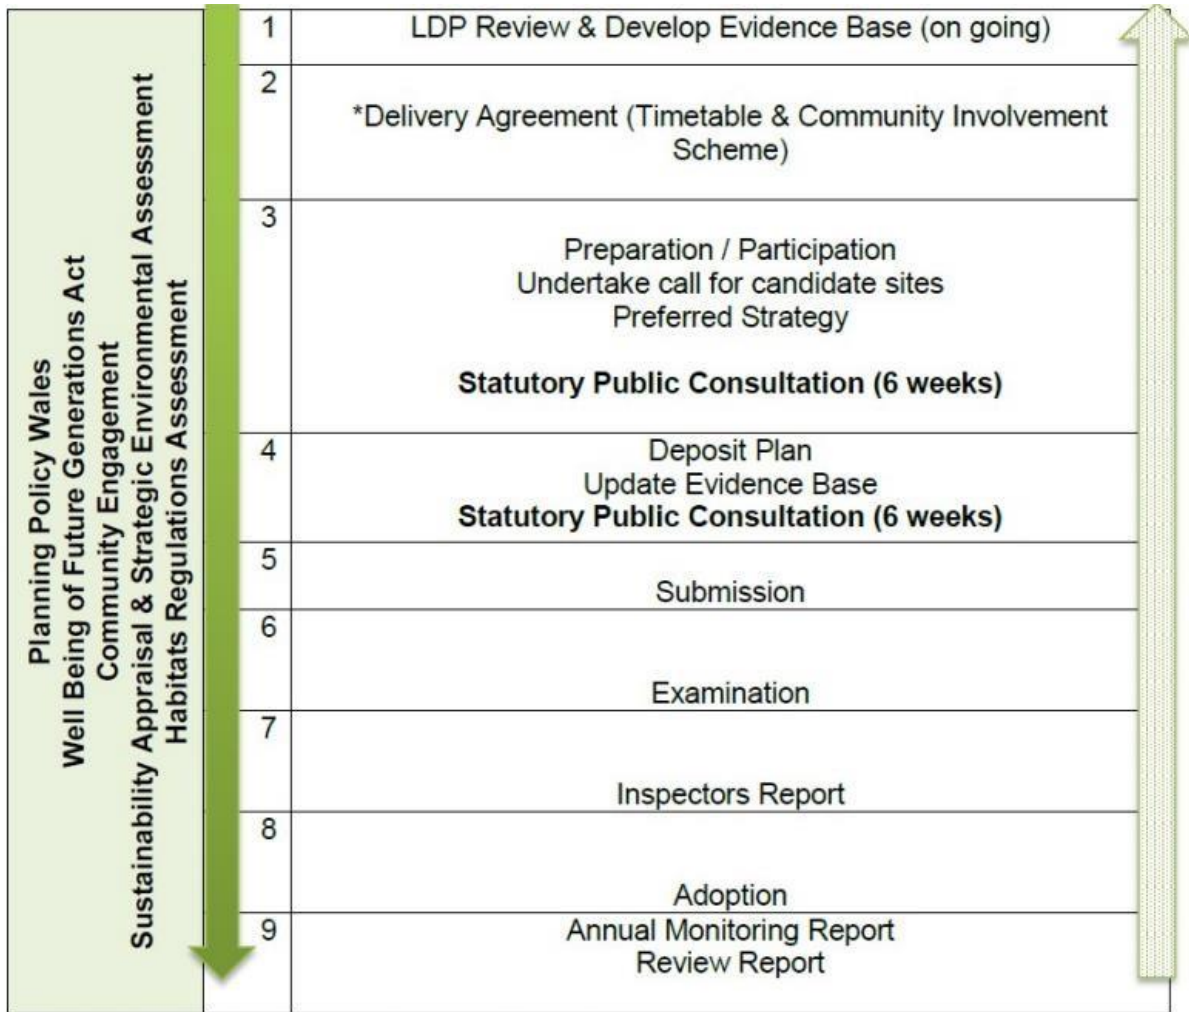 Planning Policy Wales
Well Being of Future Generations Act
Community Engagement
Sustainability Appraisal & Strategic Environmental Assessment
Habitats Regulations Assessment
1
LDP Review & Develop Evidence Base (on going)
2
*Delivery Agreement (Timetable & Community Involvement
Scheme)
3
Preparation / Participation
Undertake call for candidate sites
Preferred Strategy
Statutory Public Consultation (6 weeks)
4
Deposit Plan
Update Evidence Base
Statutory Public Consultation (6 weeks)
5
Submission
6
Examination
7
Inspectors Report
8
Adoption
9
Annual Monitoring Report
Review Report